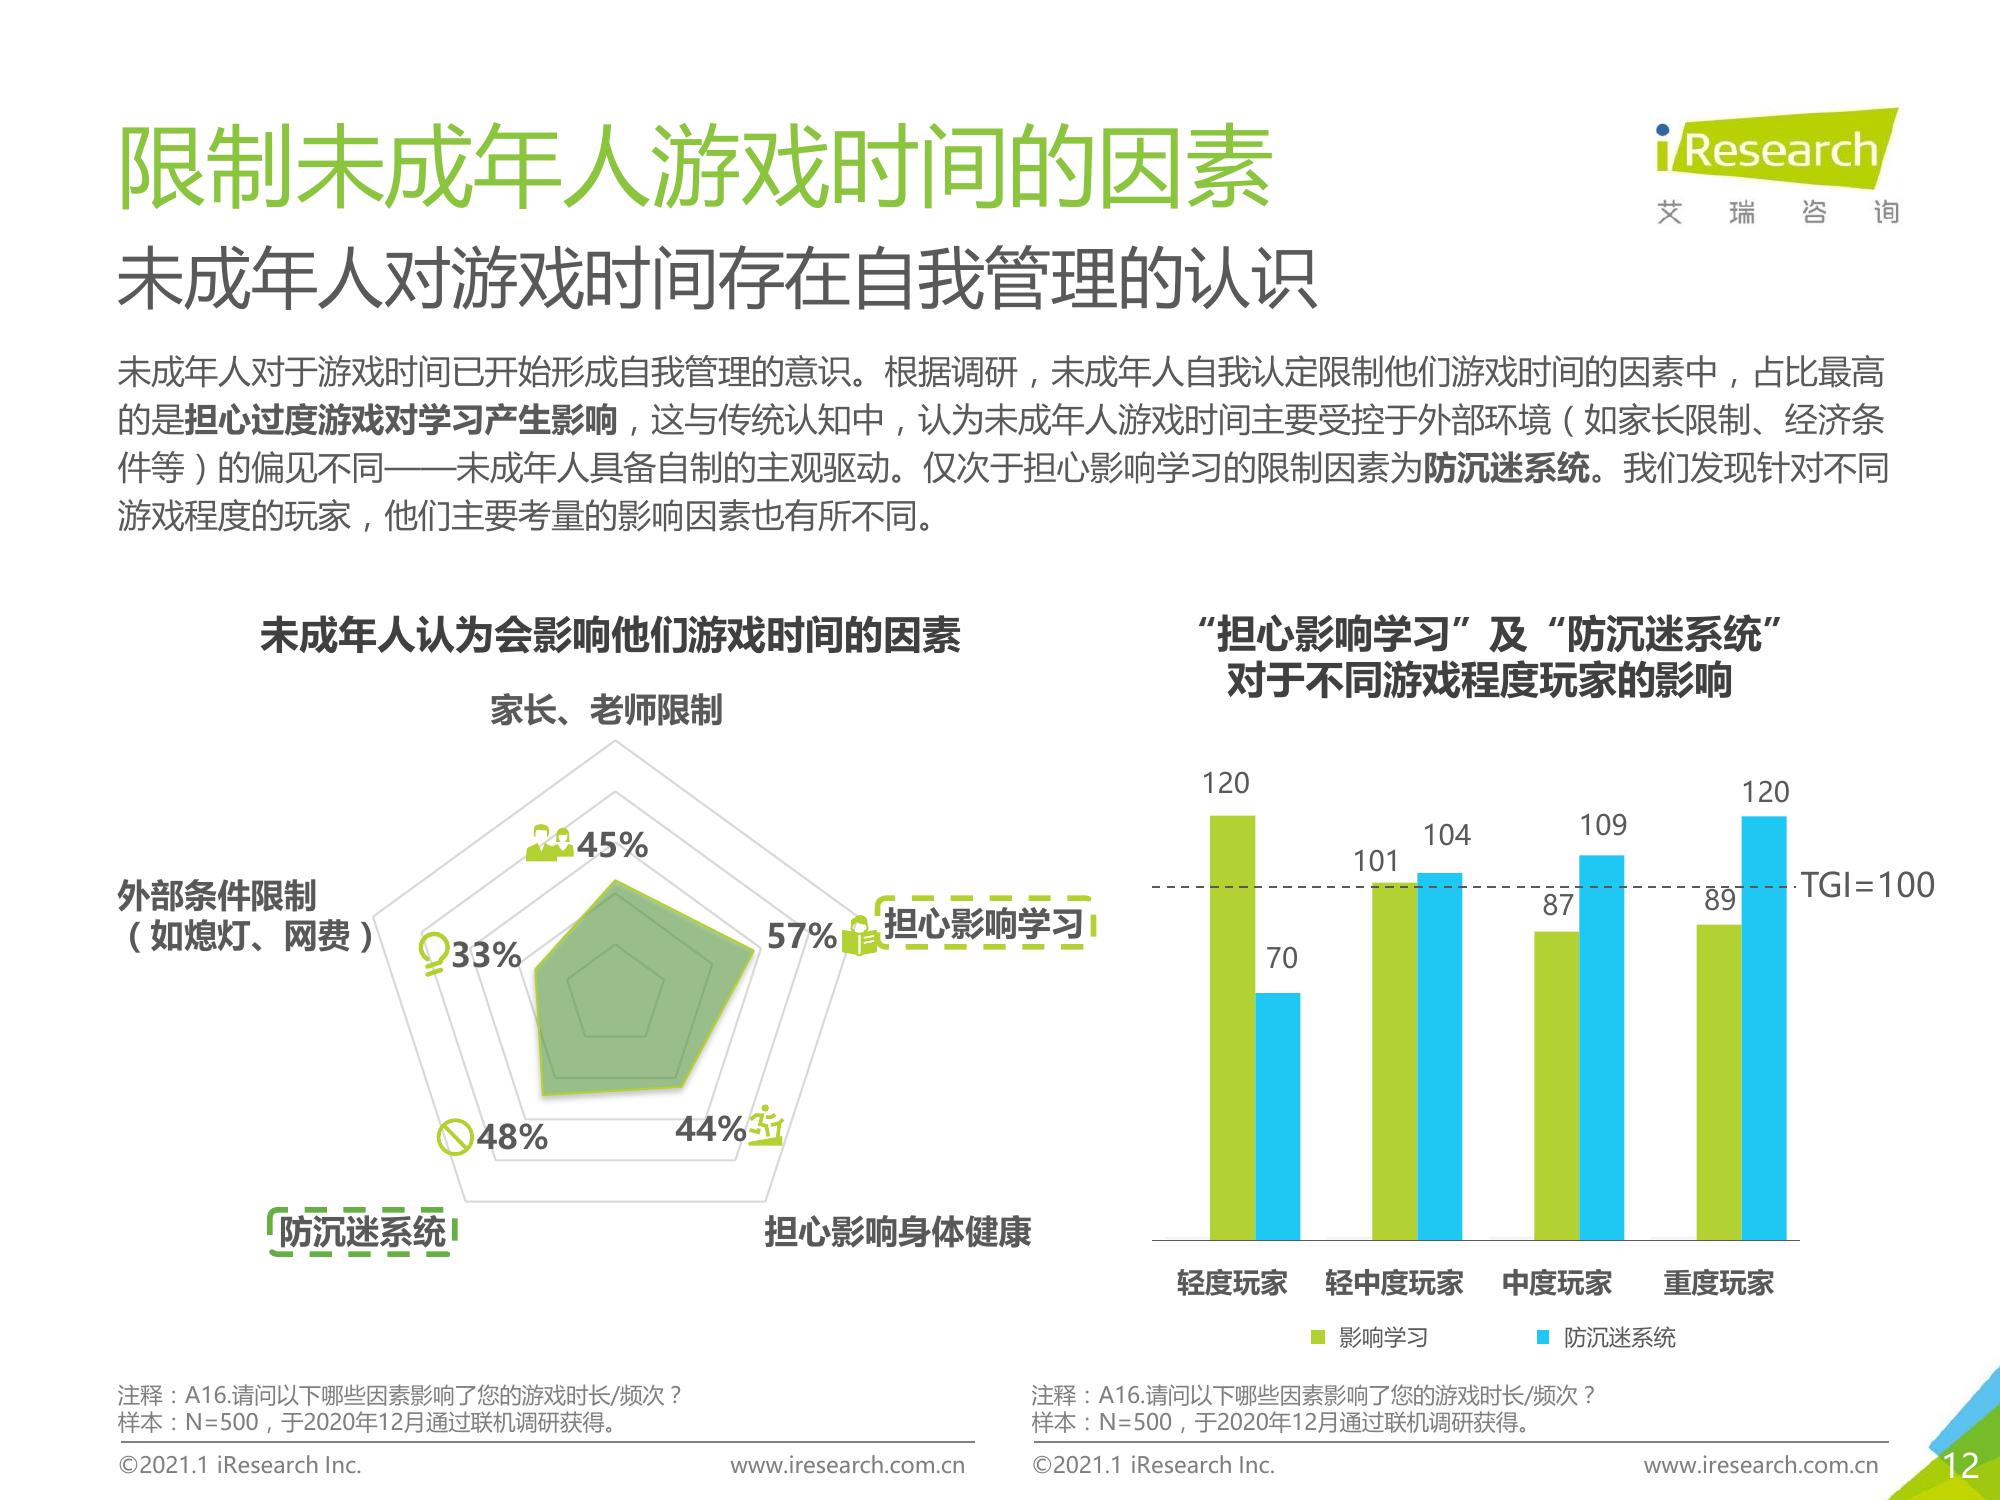 限制未成年人游戏时间的因素
iResearch
艾瑞咨询
未成年人对游戏时间存在自我管理的认识
未成年人对于游戏时间已开始形成自我管理的意识。根据调研，未成年人自我认定限制他们游戏时间的因素中，占比最高
的是担心过度游戏对学习产生影响，这与传统认知中，认为未成年人游戏时间主要受控于外部环境（如家长限制、经济条
件等）的偏见不同——未成年人具备自制的主观驱动。仅次于担心影响学习的限制因素为防沉迷系统。我们发现针对不同
游戏程度的玩家，他们主要考量的影响因素也有所不同。
未成年人认为会影响他们游戏时间的因素
家长、老师限制
45%
外部条件限制
（如熄灯、网费）
33%
57%
担心影响学习
48%
44%
防沉迷系统
担心影响身体健康
“担心影响学习”及“防沉迷系统”
对于不同游戏程度玩家的影响
120
70
101
104
87
109
89
120
TGI=100
轻度玩家
轻中度玩家
中度玩家
重度玩家
影响学习
防沉迷系统
注释：A16.请问以下哪些因素影响了您的游戏时长/频次？
样本：N=500，于2020年12月通过联机调研获得。
©2021.1 iResearch Inc.
www.iresearch.com.cn
注释：A16.请问以下哪些因素影响了您的游戏时长/频次？
样本：N=500，于2020年12月通过联机调研获得。
©2021.1 iResearch Inc.
www.iresearch.com.cn
12